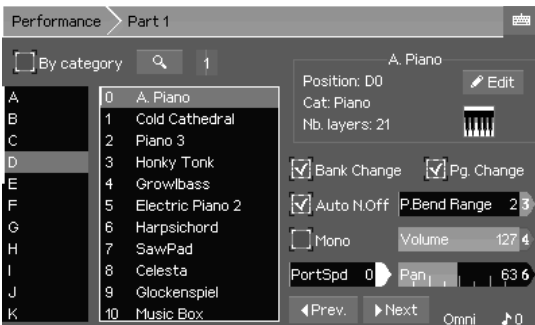 Performance Part 1
By category 1
A
B
C
D
E
F
G
H
I
J
K
0 A. Piano
1 Cold Cathedral
2 Piano 3
3 Honky Tonk
4 Growlbass
5 Electric Piano 2
6 Harpsichord
7 SawPad
8 Celesta
9 Glockenspiel
10 Music Box
A. Piano
Position: D0
Cat: Piano
Nb. layers: 21
Edit
Bank Change Pg. Change
Auto N.Off P.Bend Range 2 3
Mono Volume 127 4
PortSpd 0 Pan 63 6
Prev. Next Omni 0